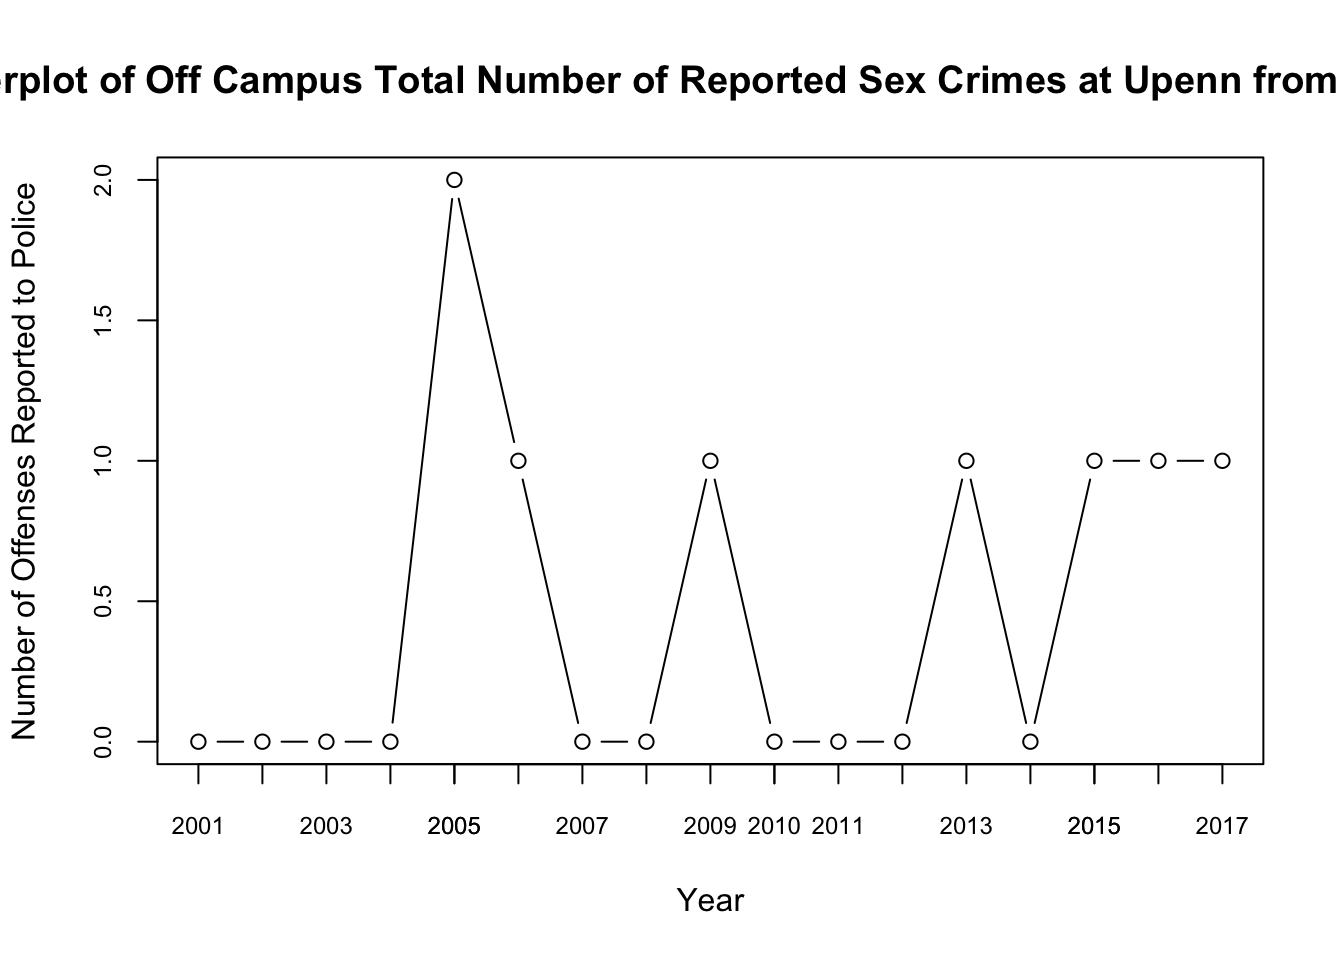 erplot of Off Campus Total Number of Reported Sex Crimes at Upenn from
Number of Offenses Reported to Police
2.0
1.5
1.0
0.5
0.0
2001 2003 2005 2007 2009 2010 2011 2013 2015 2017
Year